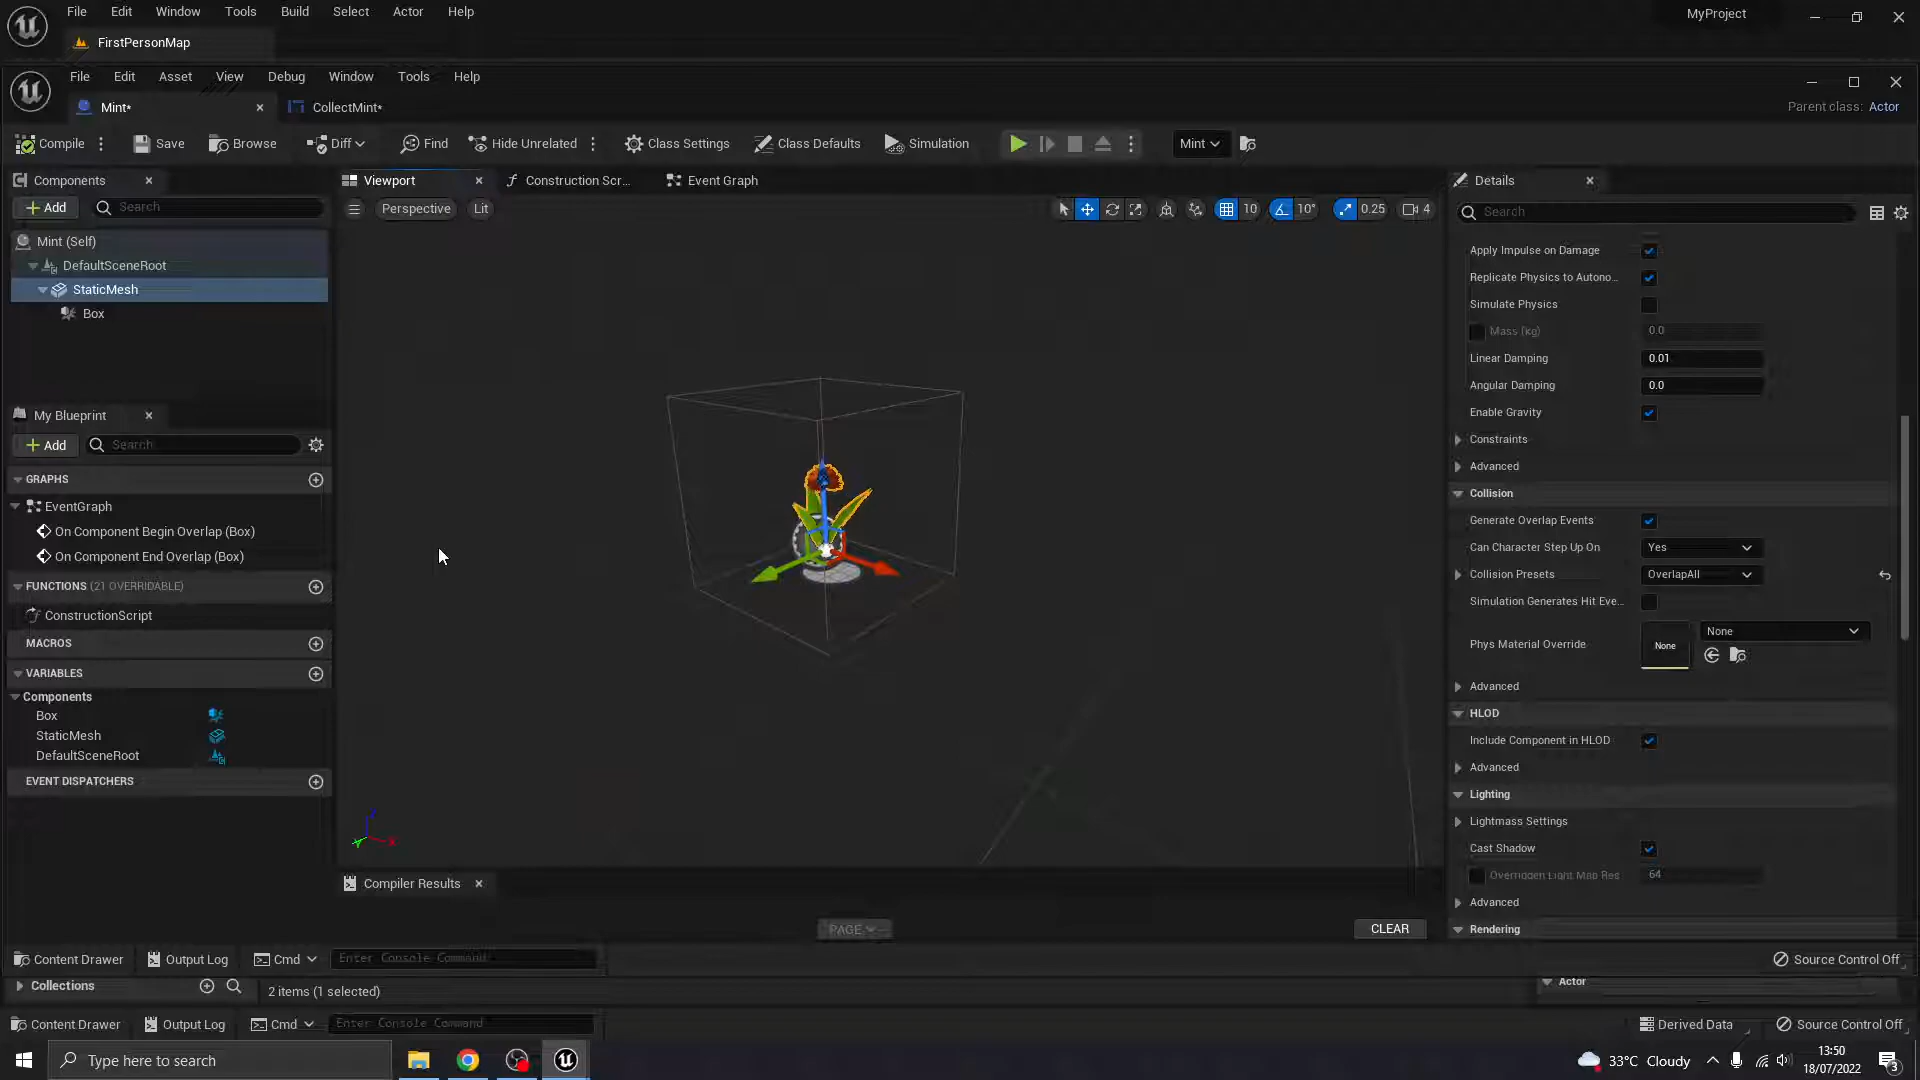 File Edit Window Tools Build Select Actor Help
MyProject
FirstPersonMap
File Edit Asset View Debug Window Tools Help
Mint*
CollectMint*
Parent class: Actor
Compile
Save
Browse
Diff
Find
Hide Unrelated
Class Settings
Class Defaults
Simulation
Mint
Components
Add
Search
Mint (Self)
DefaultSceneRoot
StaticMesh
Box
My Blueprint
Add
Search
GRAPHS
EventGraph
On Component Begin Overlap (Box)
On Component End Overlap (Box)
FUNCTIONS (21 OVERRIDABLE)
ConstructionScript
MACROS
VARIABLES
Components
Box
StaticMesh
DefaultSceneRoot
EVENT DISPATCHERS
Viewport
Construction Scr...
Event Graph
Perspective
Lit
10
10°
0.25
4
Compiler Results
PAGE
CLEAR
Details
Search
Apply Impulse on Damage
Replicate Physics to Autono...
Simulate Physics
Mass (kg) 0.0
Linear Damping 0.01
Angular Damping 0.0
Enable Gravity
Constraints
Advanced
Collision
Generate Overlap Events
Can Character Step Up On Yes
Collision Presets OverlapAll
Simulation Generates Hit Eve...
Phys Material Override None None
Advanced
HLOD
Include Component in HLOD
Advanced
Lighting
Lightmass Settings
Cast Shadow
Overridden Light Map Res 64
Advanced
Rendering
Content Drawer
Output Log
Cmd
Enter Console Command
Source Control Off
Collections
2 items (1 selected)
Actor
Content Drawer
Output Log
Cmd
Enter Console Command
Derived Data
Source Control Off
Type here to search
33°C Cloudy
13:50
18/07/2022
3